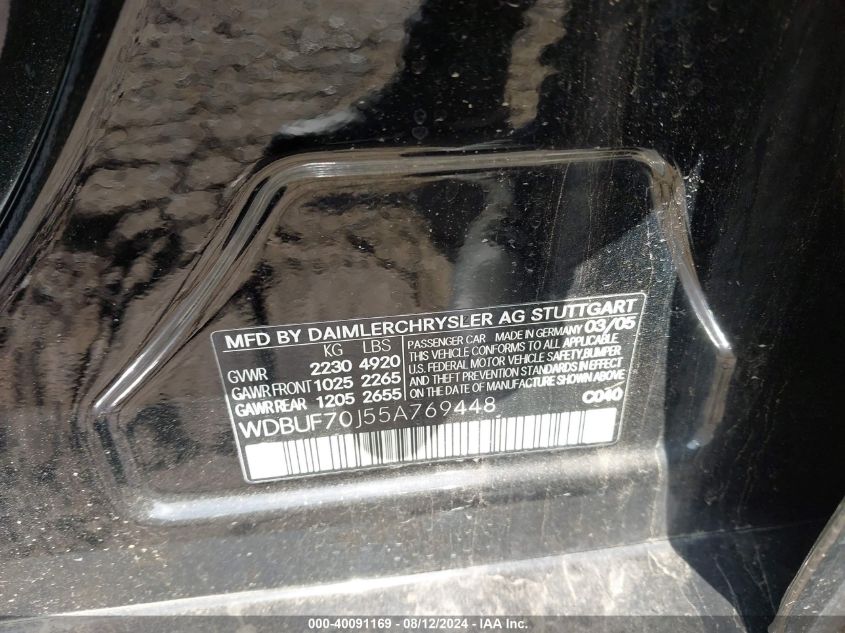 MFD BY DAIMLERCHRYSLER AG STUTTGART
KG LBS
GVWR 2230 4920
GAWR FRONT 1025 2265
GAWR REAR 1205 2655
PASSENGER CAR MADE IN GERMANY 03/05
THIS VEHICLE CONFORMS TO ALL APPLICABLE
U.S. FEDERAL MOTOR VEHICLE SAFETY, BUMPER
AND THEFT PREVENTION STANDARDS IN EFFECT
ON THE DATE OF MANUFACTURE SHOWN ABOVE
C040
WDBUF70J55A769448
000-40091169 - 08/12/2024 - IAAI.com